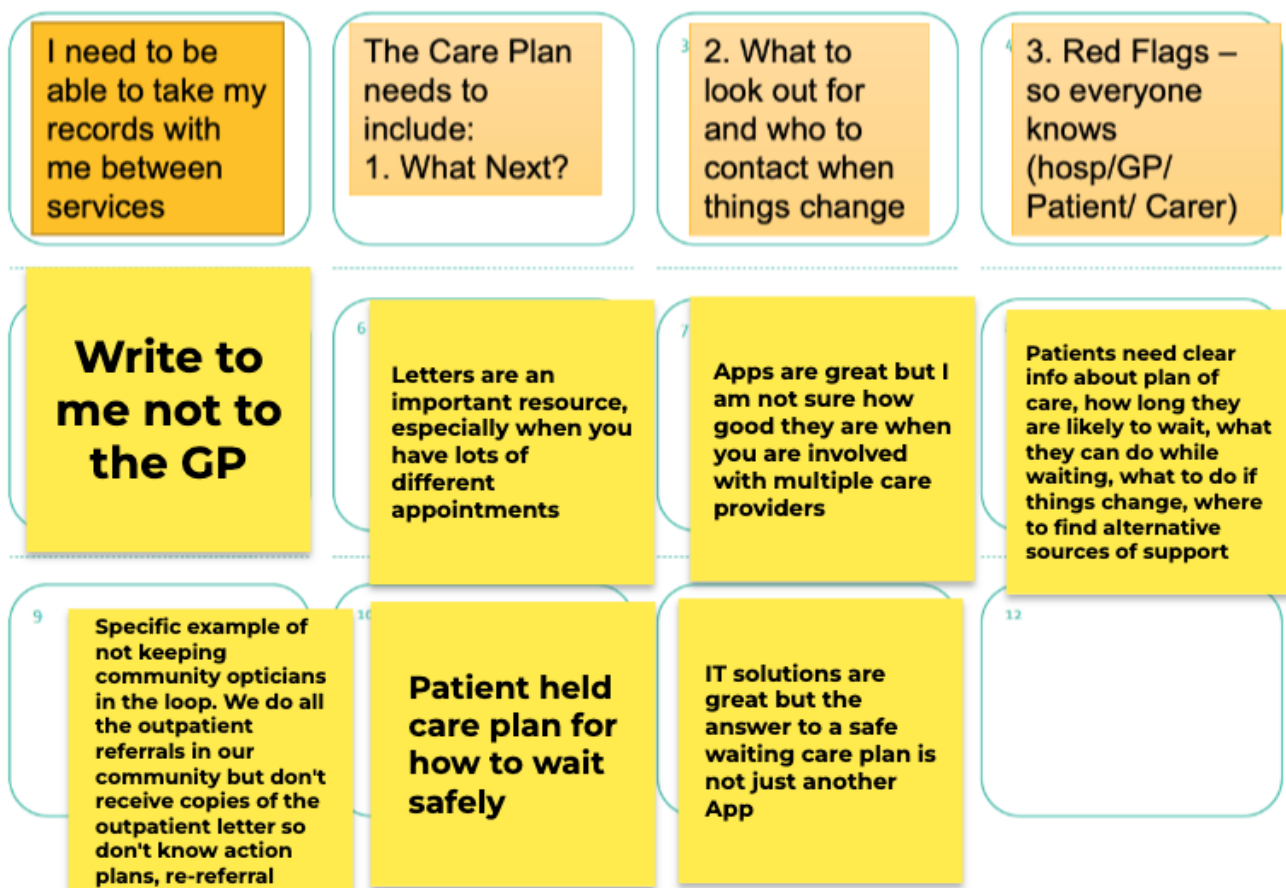 I need to be
able to take my
records with
me between
services
The Care Plan
needs to
include:
1. What Next?
3
2. What to
look out for
and who to
contact when
things change
3. Red Flags –
so everyone
knows
(hosp/GP/
Patient/ Carer)
Write to
me not to
the GP
6
Letters are an
important resource,
especially when you
have lots of
different
appointments
7
Apps are great but I
am not sure how
good they are when
you are involved
with multiple care
providers
Patients need clear
info about plan of
care, how long they
are likely to wait, what
they can do while
waiting, what to do if
things change, where
to find alternative
sources of support
9
Specific example of
not keeping
community opticians
in the loop. We do all
the outpatient
referrals in our
community but don't
receive copies of the
outpatient letter so
don't know action
plans, re-referral
10
Patient held
care plan for
how to wait
safely
IT solutions are
great but the
answer to a safe
waiting care plan is
not just another
App
12